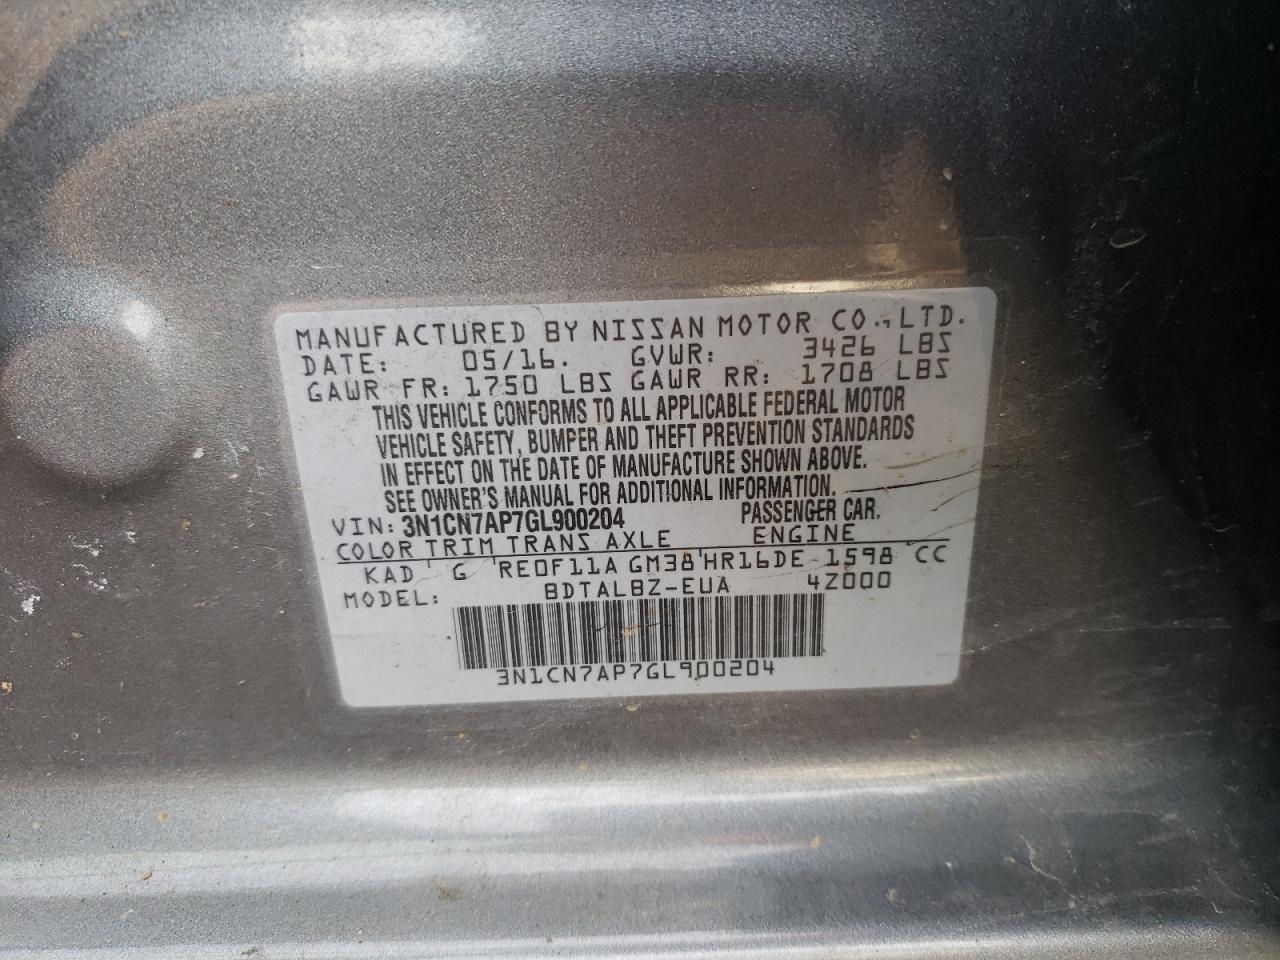 MANUFACTURED BY NISSAN MOTOR CO., LTD.
DATE: 05/16. GVWR: 3426 LBS
GAWR FR: 1750 LBS GAWR RR: 1708 LBS
THIS VEHICLE CONFORMS TO ALL APPLICABLE FEDERAL MOTOR
VEHICLE SAFETY, BUMPER AND THEFT PREVENTION STANDARDS
IN EFFECT ON THE DATE OF MANUFACTURE SHOWN ABOVE.
SEE OWNER'S MANUAL FOR ADDITIONAL INFORMATION.
VIN: 3N1CN7AP7GL900204 PASSENGER CAR.
COLOR TRIM TRANS AXLE ENGINE
KAD G RE0F11A GM38 HR16DE 1598 CC
MODEL: BDTALBZ-EUA 4Z000
3N1CN7AP7GL900204